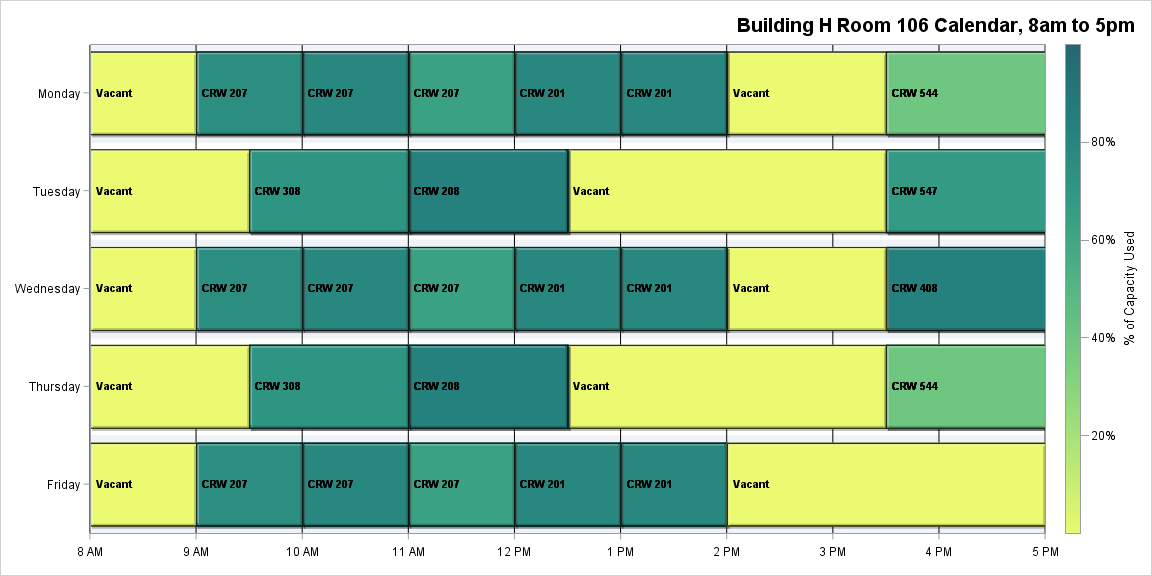 Building H Room 106 Calendar, 8am to 5pm
Monday Vacant CRW 207 CRW 207 CRW 207 CRW 201 CRW 201 Vacant CRW 544
80%
Tuesday Vacant CRW 308 CRW 208 Vacant CRW 547
60%
Wednesday Vacant CRW 207 CRW 207 CRW 207 CRW 201 CRW 201 Vacant CRW 408
% of Capacity Used
40%
Thursday Vacant CRW 308 CRW 208 Vacant CRW 544
20%
Friday Vacant CRW 207 CRW 207 CRW 207 CRW 201 CRW 201 Vacant
8 AM 9 AM 10 AM 11 AM 12 PM 1 PM 2 PM 3 PM 4 PM 5 PM